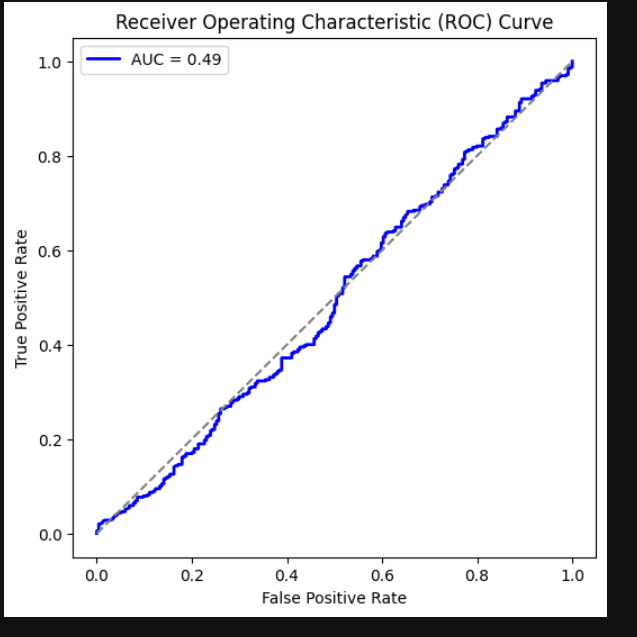 Receiver Operating Characteristic (ROC) Curve
AUC = 0.49
1.0
0.8
0.6
0.4
0.2
0.0
True Positive Rate
0.0 0.2 0.4 0.6 0.8 1.0
False Positive Rate